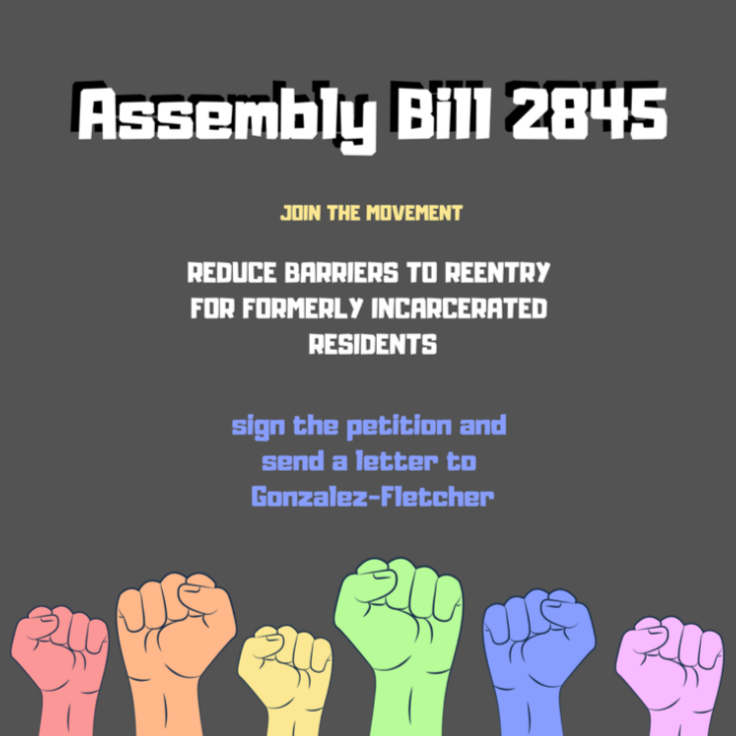 Assembly Bill 2845
JOIN THE MOVEMENT
REDUCE BARRIERS TO REENTRY
FOR FORMERLY INCARCERATED
RESIDENTS
sign the petition and
send a letter to
Gonzalez-Fletcher